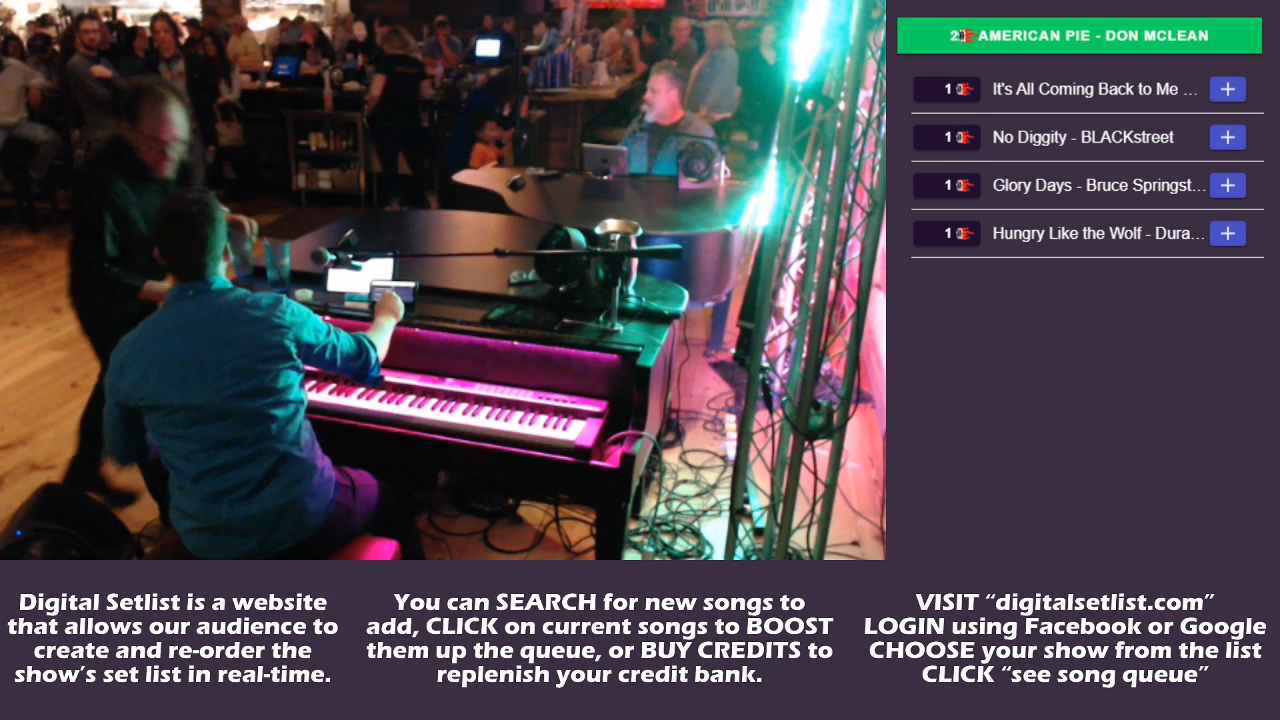 2 AMERICAN PIE - DON MCLEAN
1 It's All Coming Back to Me ...
1 No Diggity - BLACKstreet
1 Glory Days - Bruce Springst...
1 Hungry Like the Wolf - Dura...
Digital Setlist is a website
that allows our audience to
create and re-order the
show's set list in real-time.
You can SEARCH for new songs to
add, CLICK on current songs to BOOST
them up the queue, or BUY CREDITS to
replenish your credit bank.
VISIT “digitalsetlist.com”
LOGIN using Facebook or Google
CHOOSE your show from the list
CLICK “see song queue”